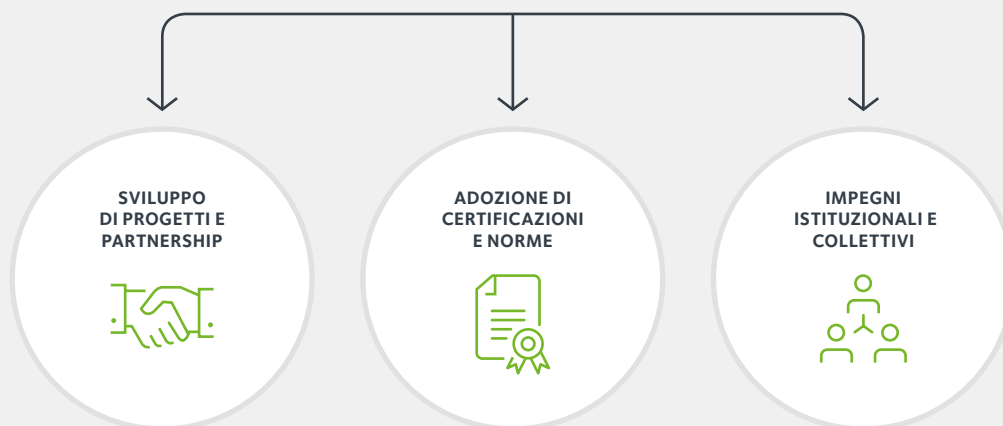 SVILUPPO
DI PROGETTI E
PARTNERSHIP
ADOZIONE DI
CERTIFICAZIONI
E NORME
IMPEGNI
ISTITUZIONALI E
COLLETTIVI